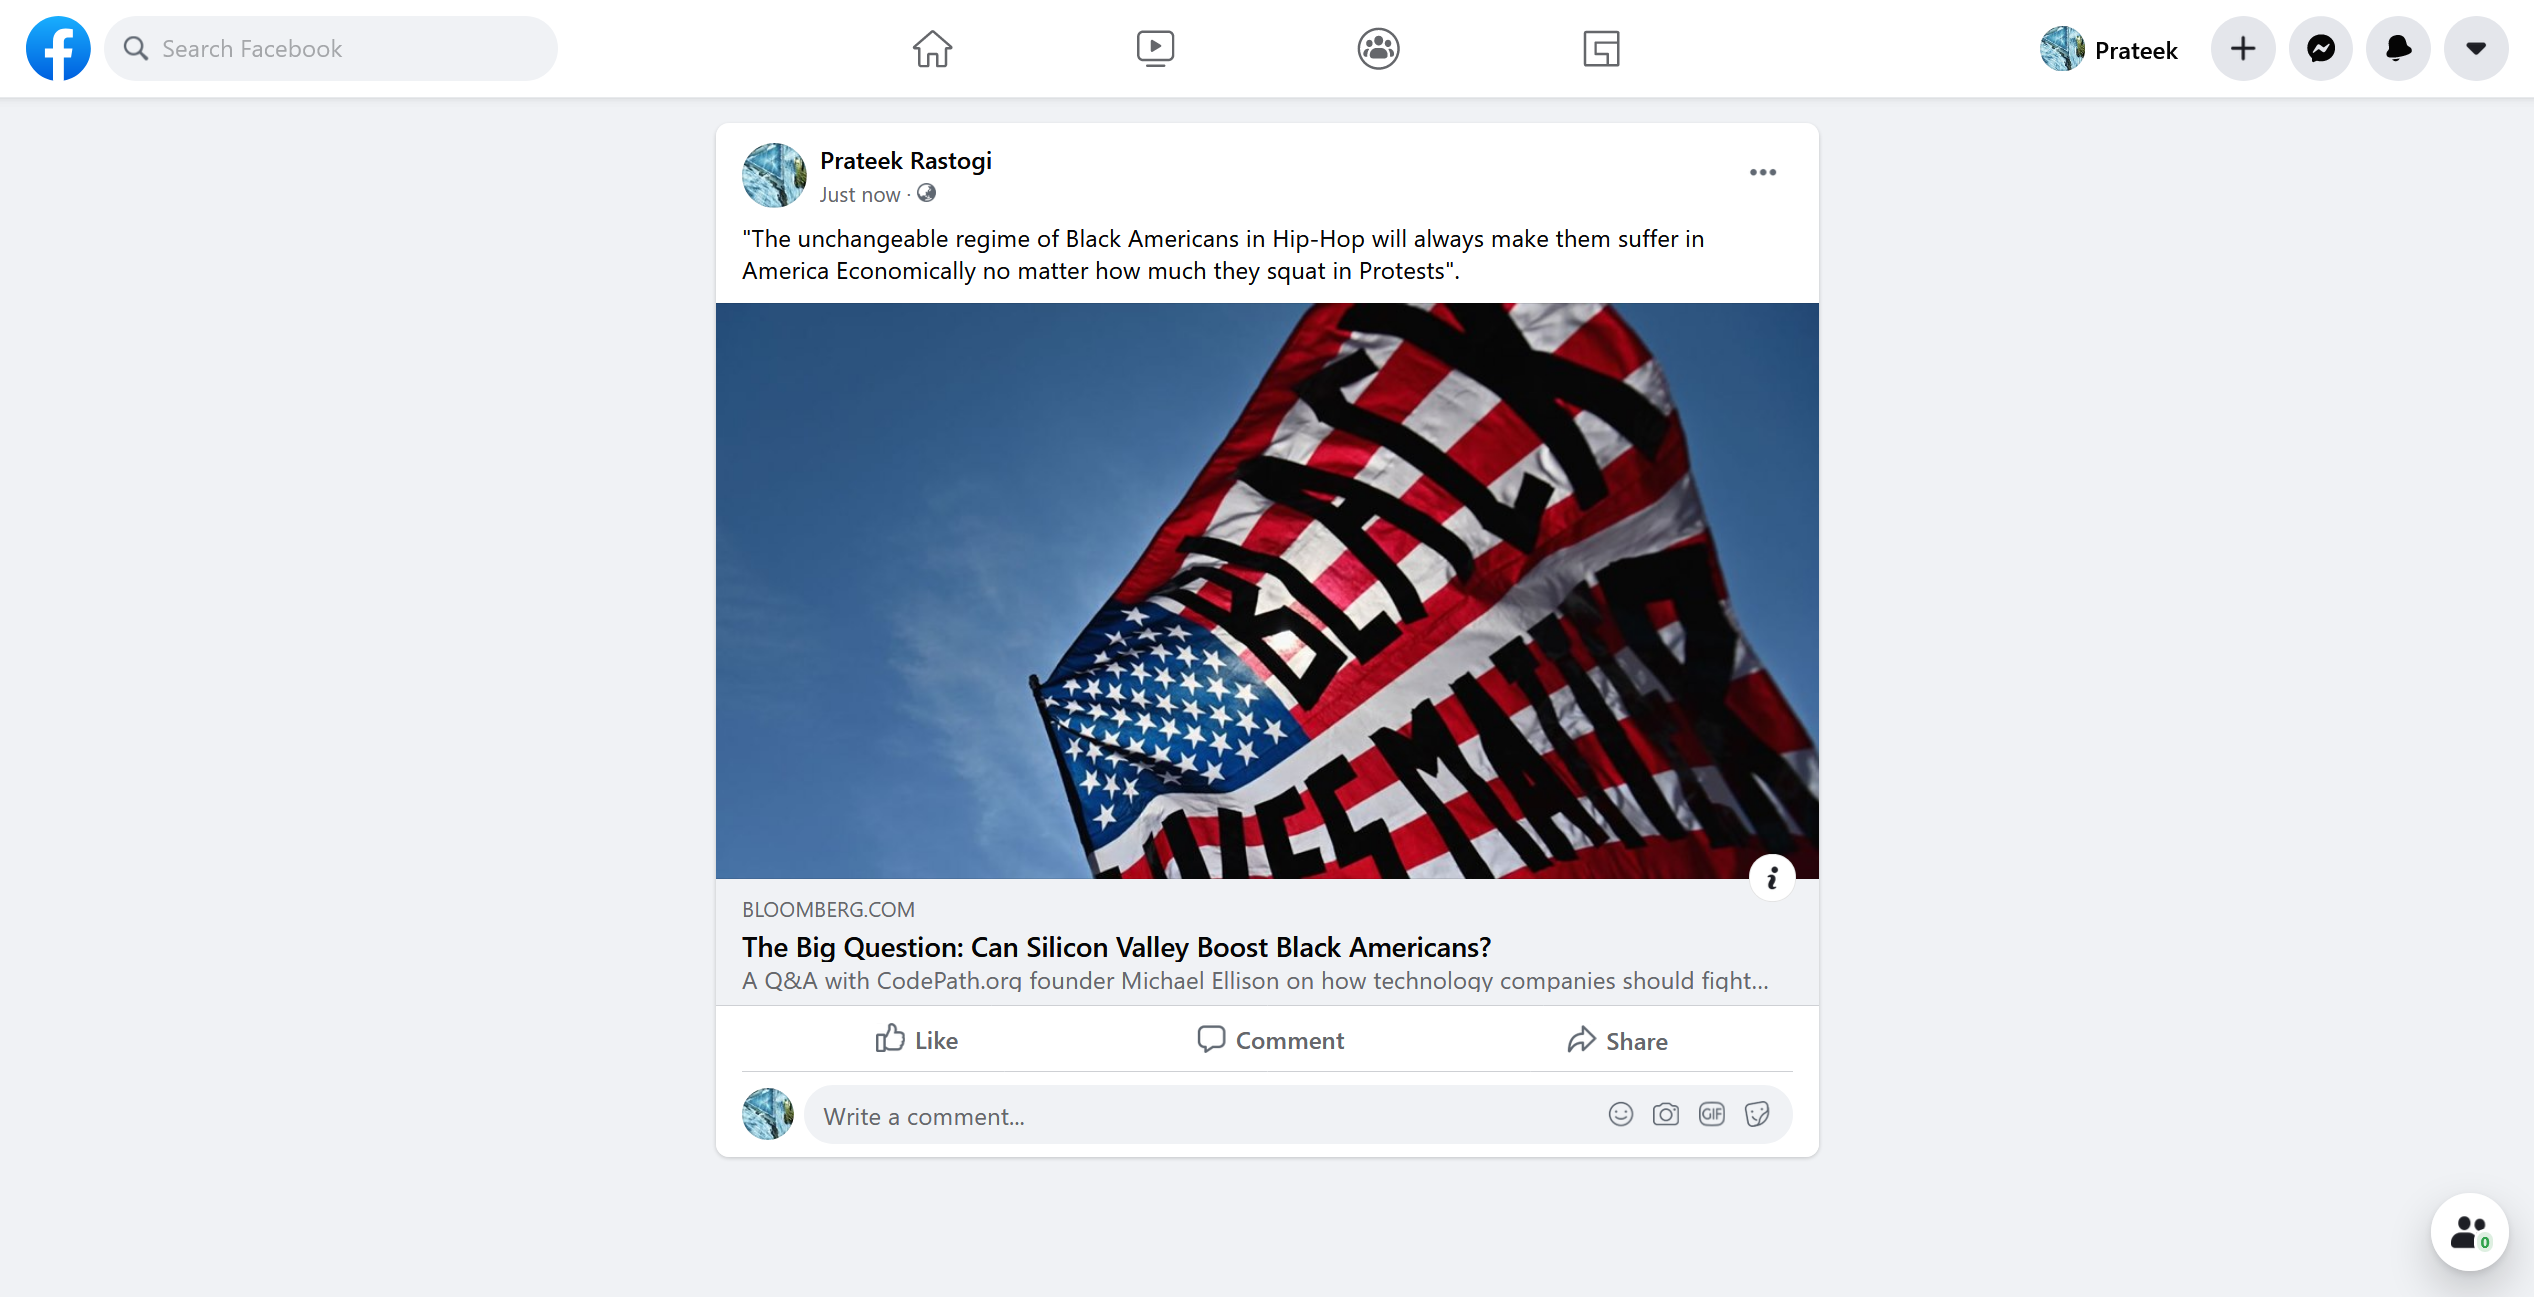 Search Facebook
Prateek
Prateek Rastogi
Just now ·
"The unchangeable regime of Black Americans in Hip-Hop will always make them suffer in
America Economically no matter how much they squat in Protests".
BLACK
LIVES MATTER
BLOOMBERG.COM
The Big Question: Can Silicon Valley Boost Black Americans?
A Q&A with CodePath.org founder Michael Ellison on how technology companies should fight...
Like
Comment
Share
Write a comment...
GIF
0